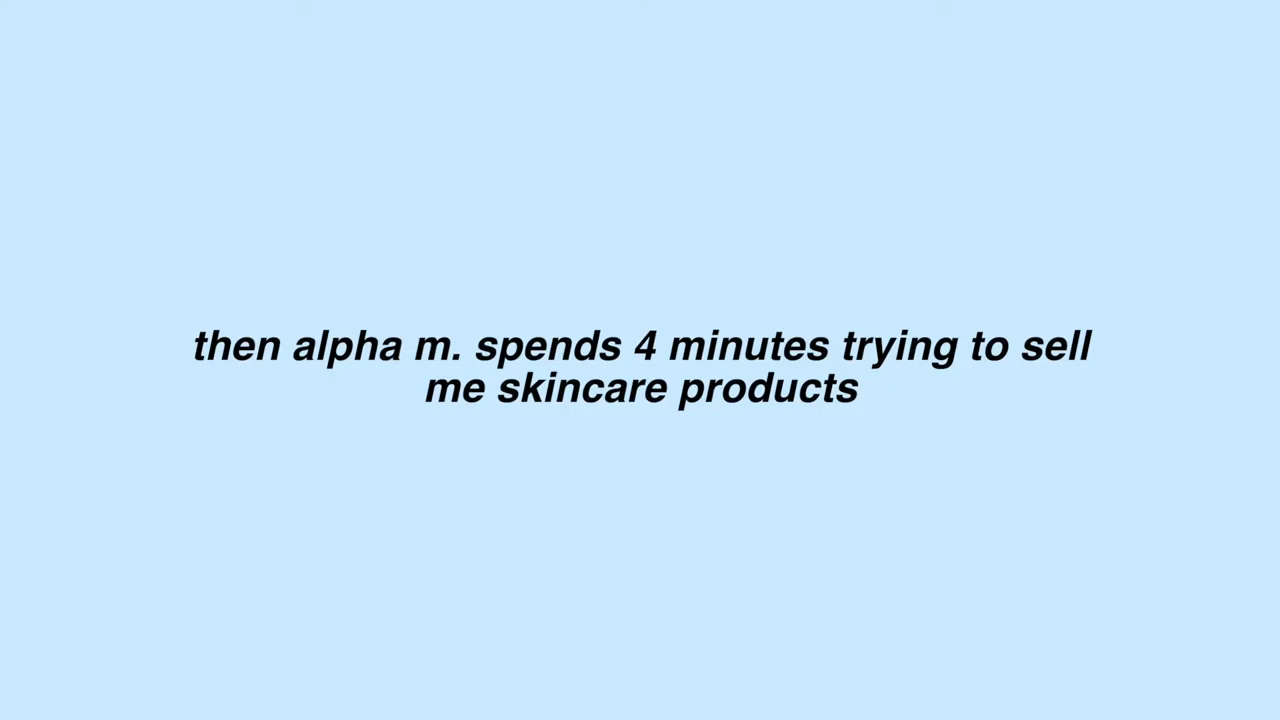 then alpha m. spends 4 minutes trying to sell
me skincare products